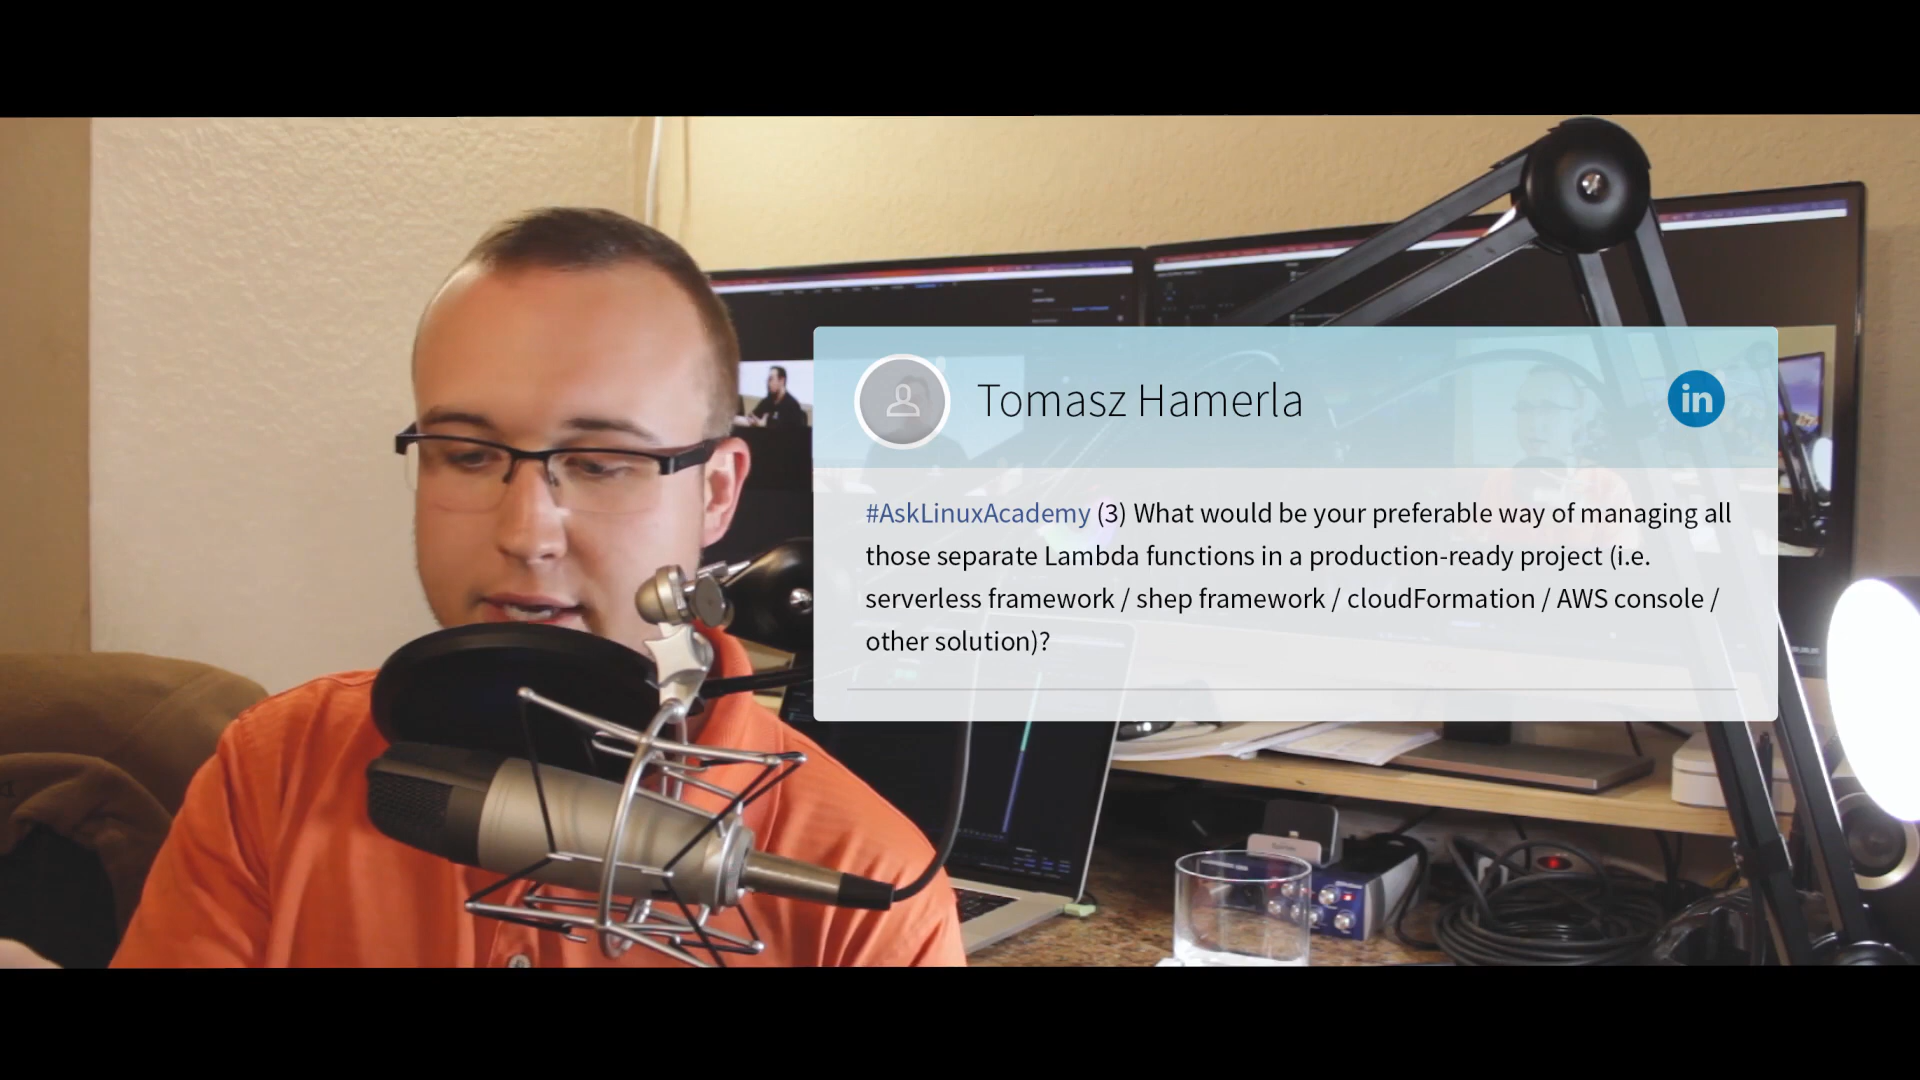 Tomasz Hamerla
in
#AskLinuxAcademy (3) What would be your preferable way of managing all
those separate Lambda functions in a production-ready project (i.e.
serverless framework / shep framework / cloudFormation / AWS console /
other solution)?